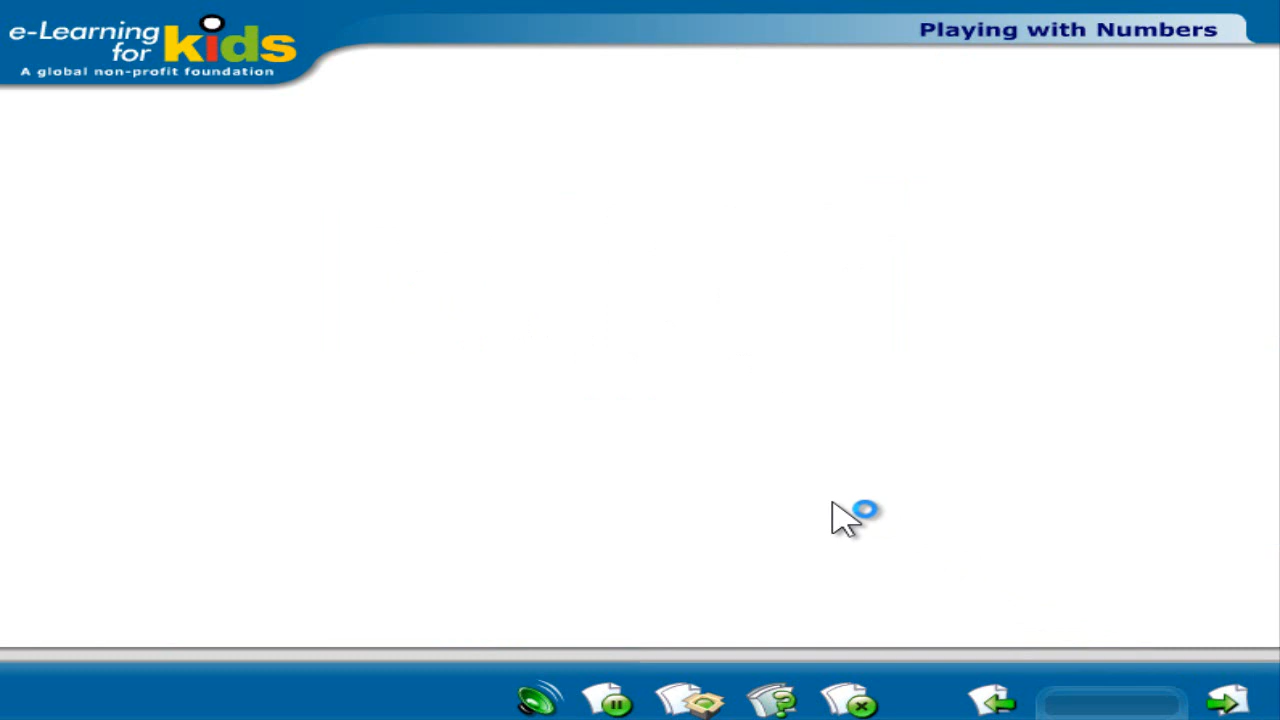 e-Learning
for kids
A global non-profit foundation
Playing with Numbers